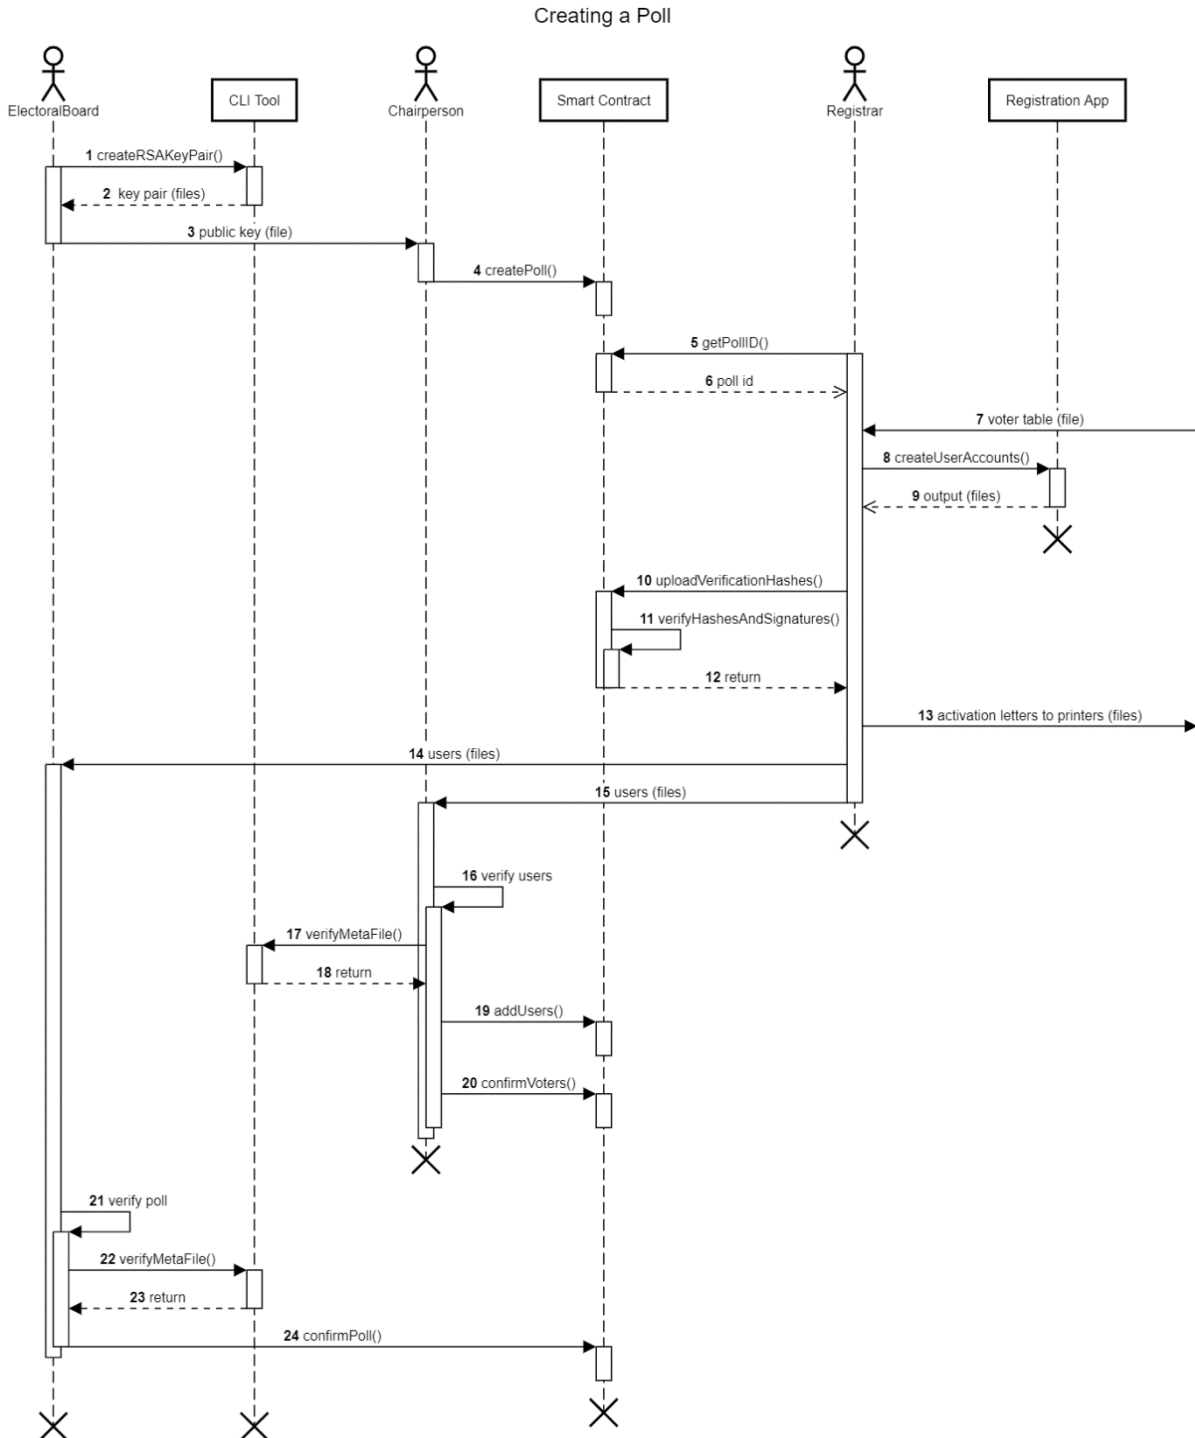 Creating a Poll
ElectoralBoard
CLI Tool
Chairperson
Smart Contract
Registrar
Registration App
1 createRSAKeyPair()
2 key pair (files)
3 public key (file)
4 createPoll()
5 getPollID()
6 poll id
7 voter table (file)
8 createUserAccounts()
9 output (files)
10 uploadVerificationHashes()
11 verifyHashesAndSignatures()
12 return
13 activation letters to printers (files)
14 users (files)
15 users (files)
16 verify users
17 verifyMetaFile()
18 return
19 addUsers()
20 confirmVoters()
21 verify poll
22 verifyMetaFile()
23 return
24 confirmPoll()